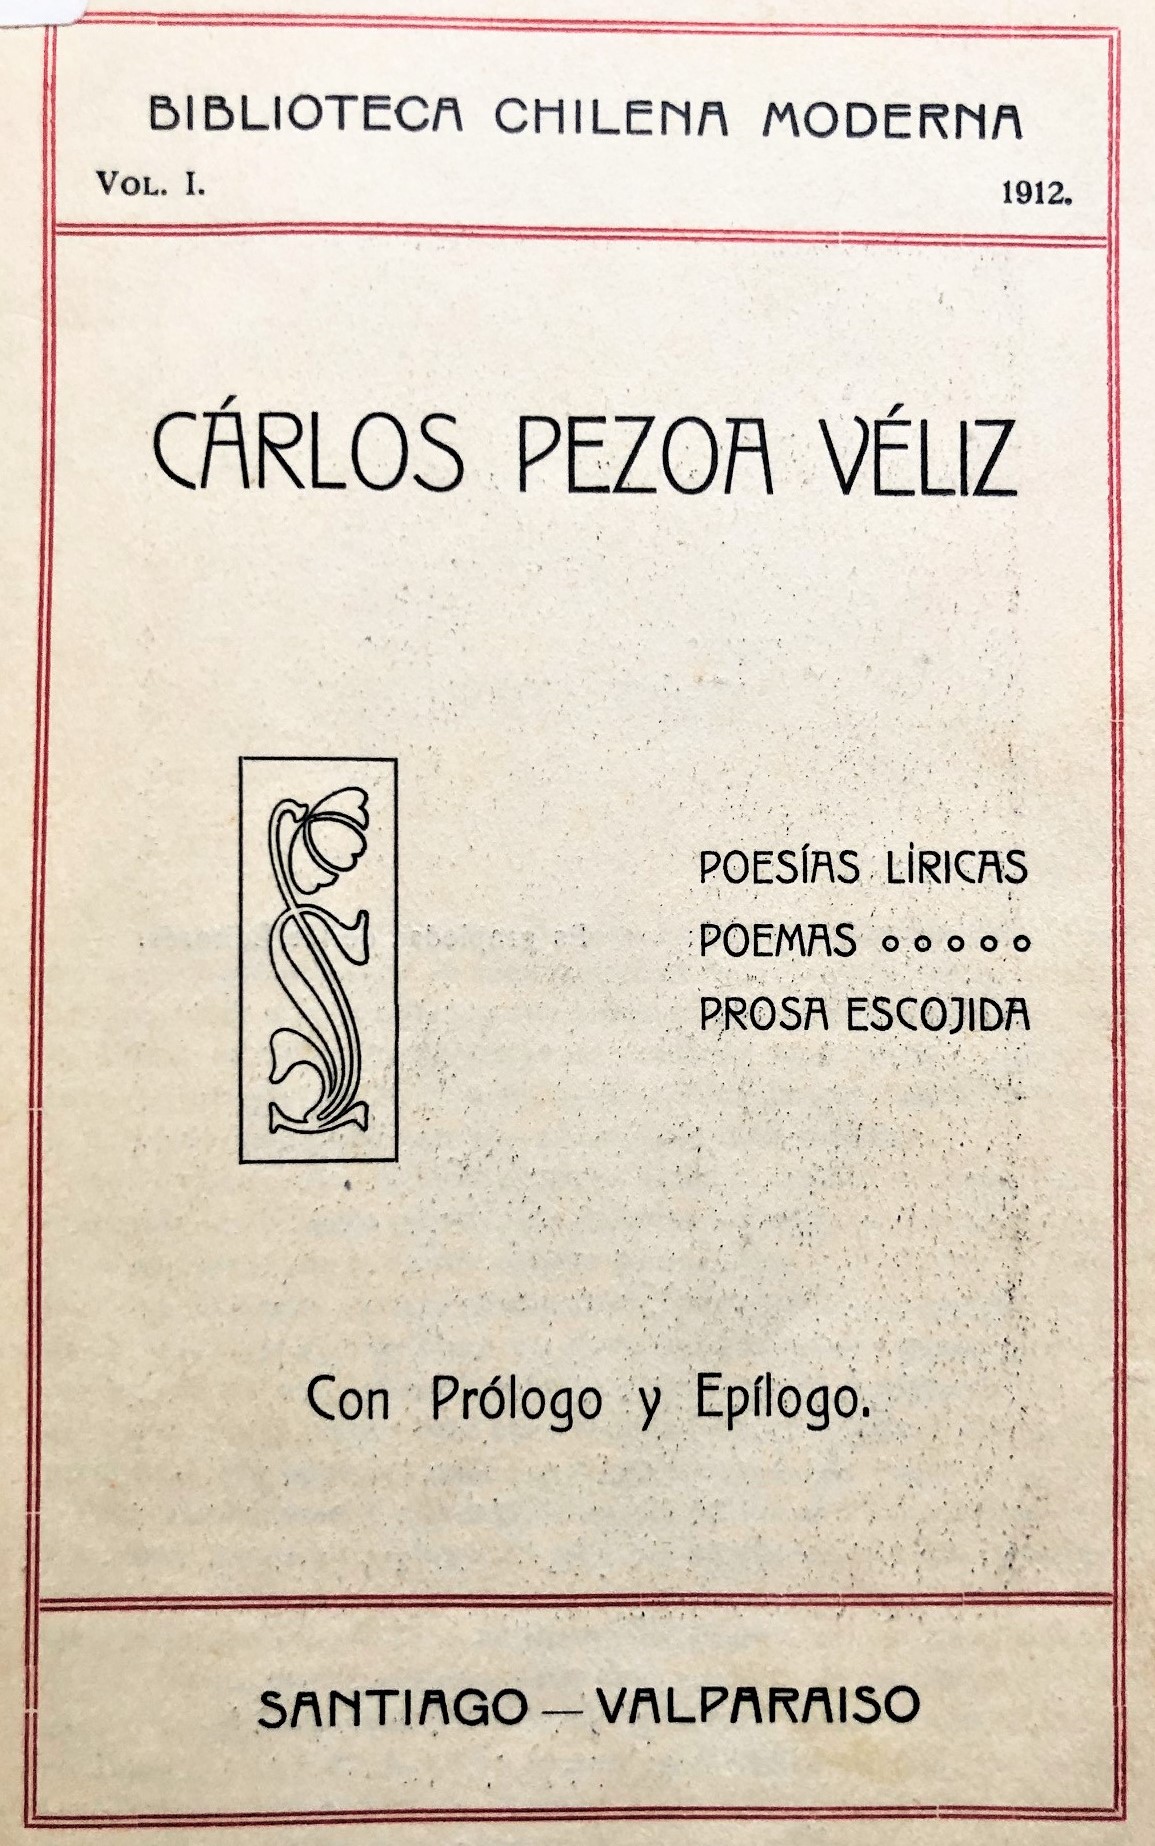 BIBLIOTECA CHILENA MODERNA
VOL. I. 1912.
CÁRLOS PEZOA VÉLIZ
POESÍAS LÍRICAS
POEMAS ∘∘∘∘∘
PROSA ESCOJIDA
Con Prólogo y Epílogo.
SANTIAGO — VALPARAISO